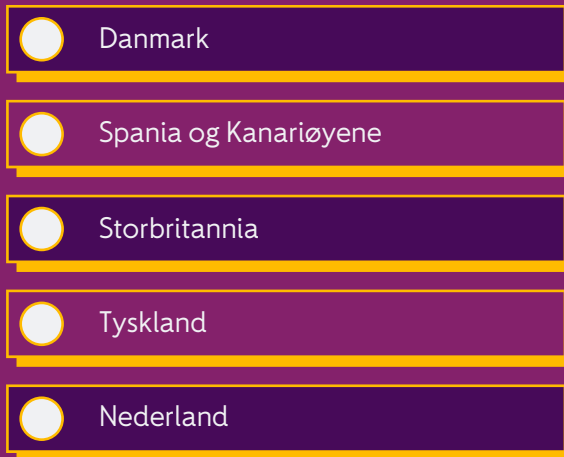 Danmark
Spania og Kanariøyene
Storbritannia
Tyskland
Nederland